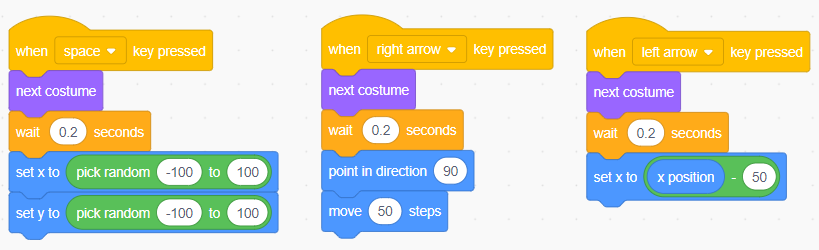 when space key pressed
next costume
wait 0.2 seconds
set x to pick random -100 to 100
set y to pick random -100 to 100
when right arrow key pressed
next costume
wait 0.2 seconds
point in direction 90
move 50 steps
when left arrow key pressed
next costume
wait 0.2 seconds
set x to x position - 50